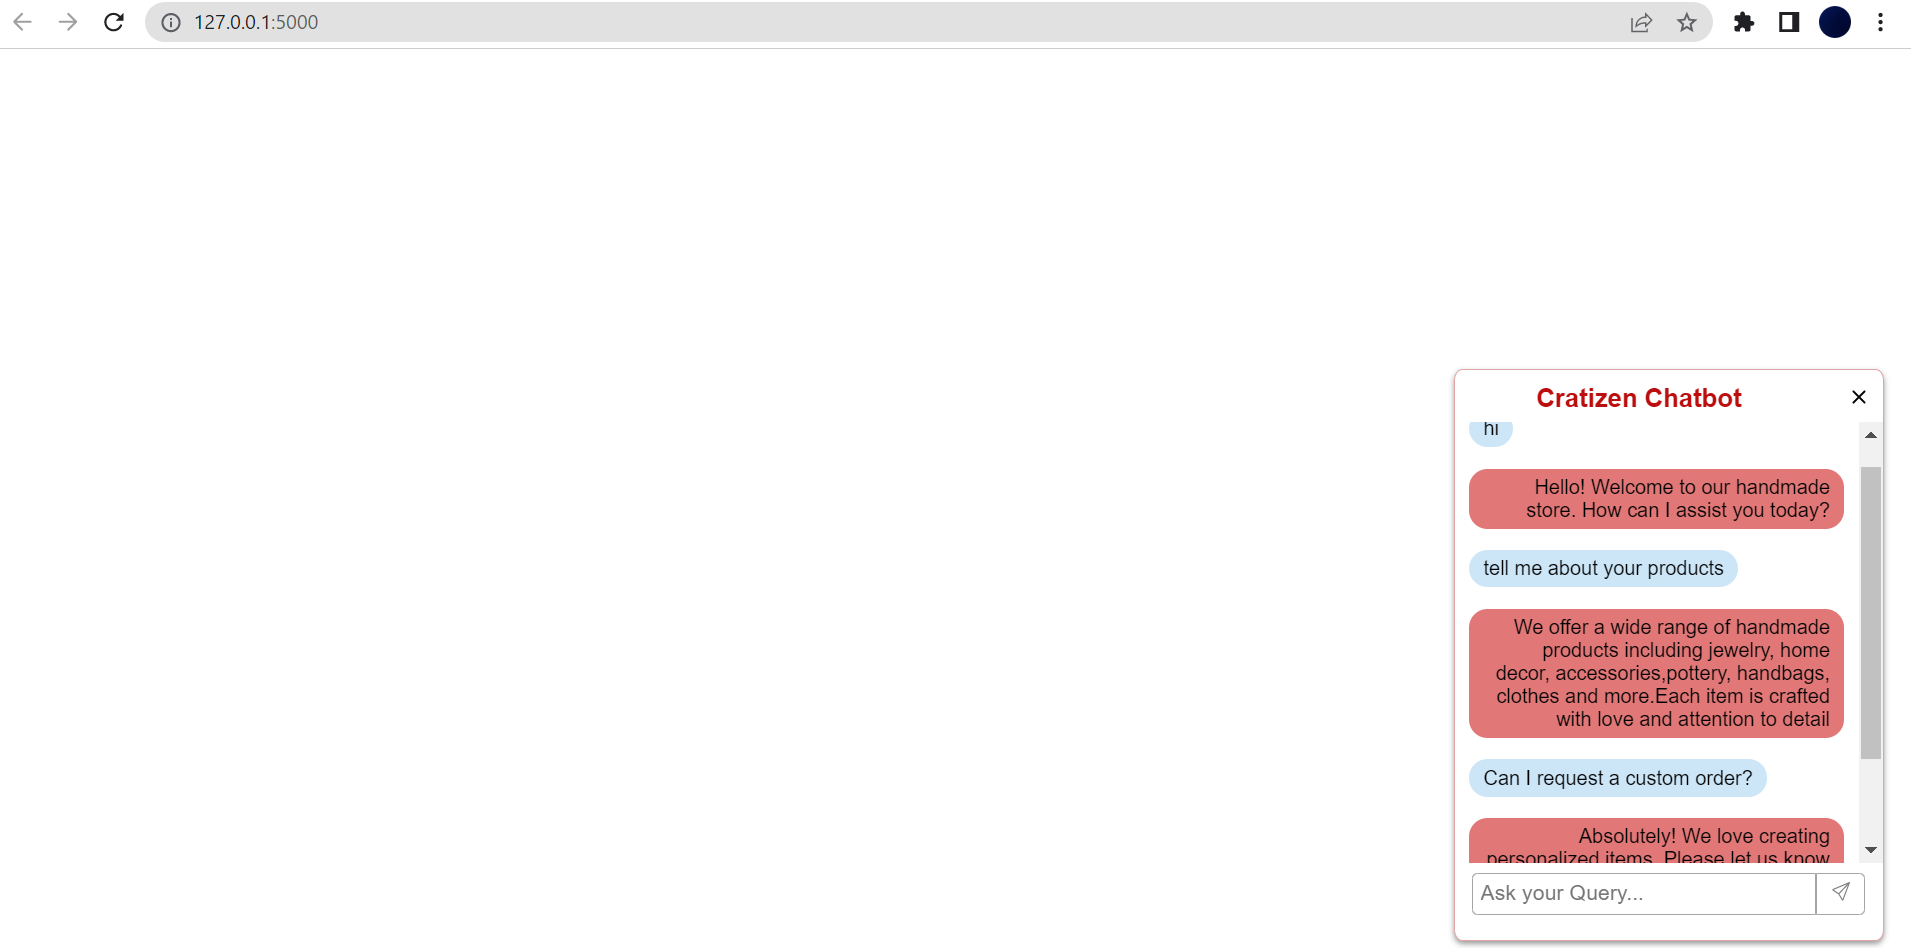 127.0.0.1:5000
Cratizen Chatbot
hi
Hello! Welcome to our handmade
store. How can I assist you today?
tell me about your products
We offer a wide range of handmade
products including jewelry, home
decor, accessories,pottery, handbags,
clothes and more.Each item is crafted
with love and attention to detail
Can I request a custom order?
Absolutely! We love creating
personalized items. Please let us know
Ask your Query...